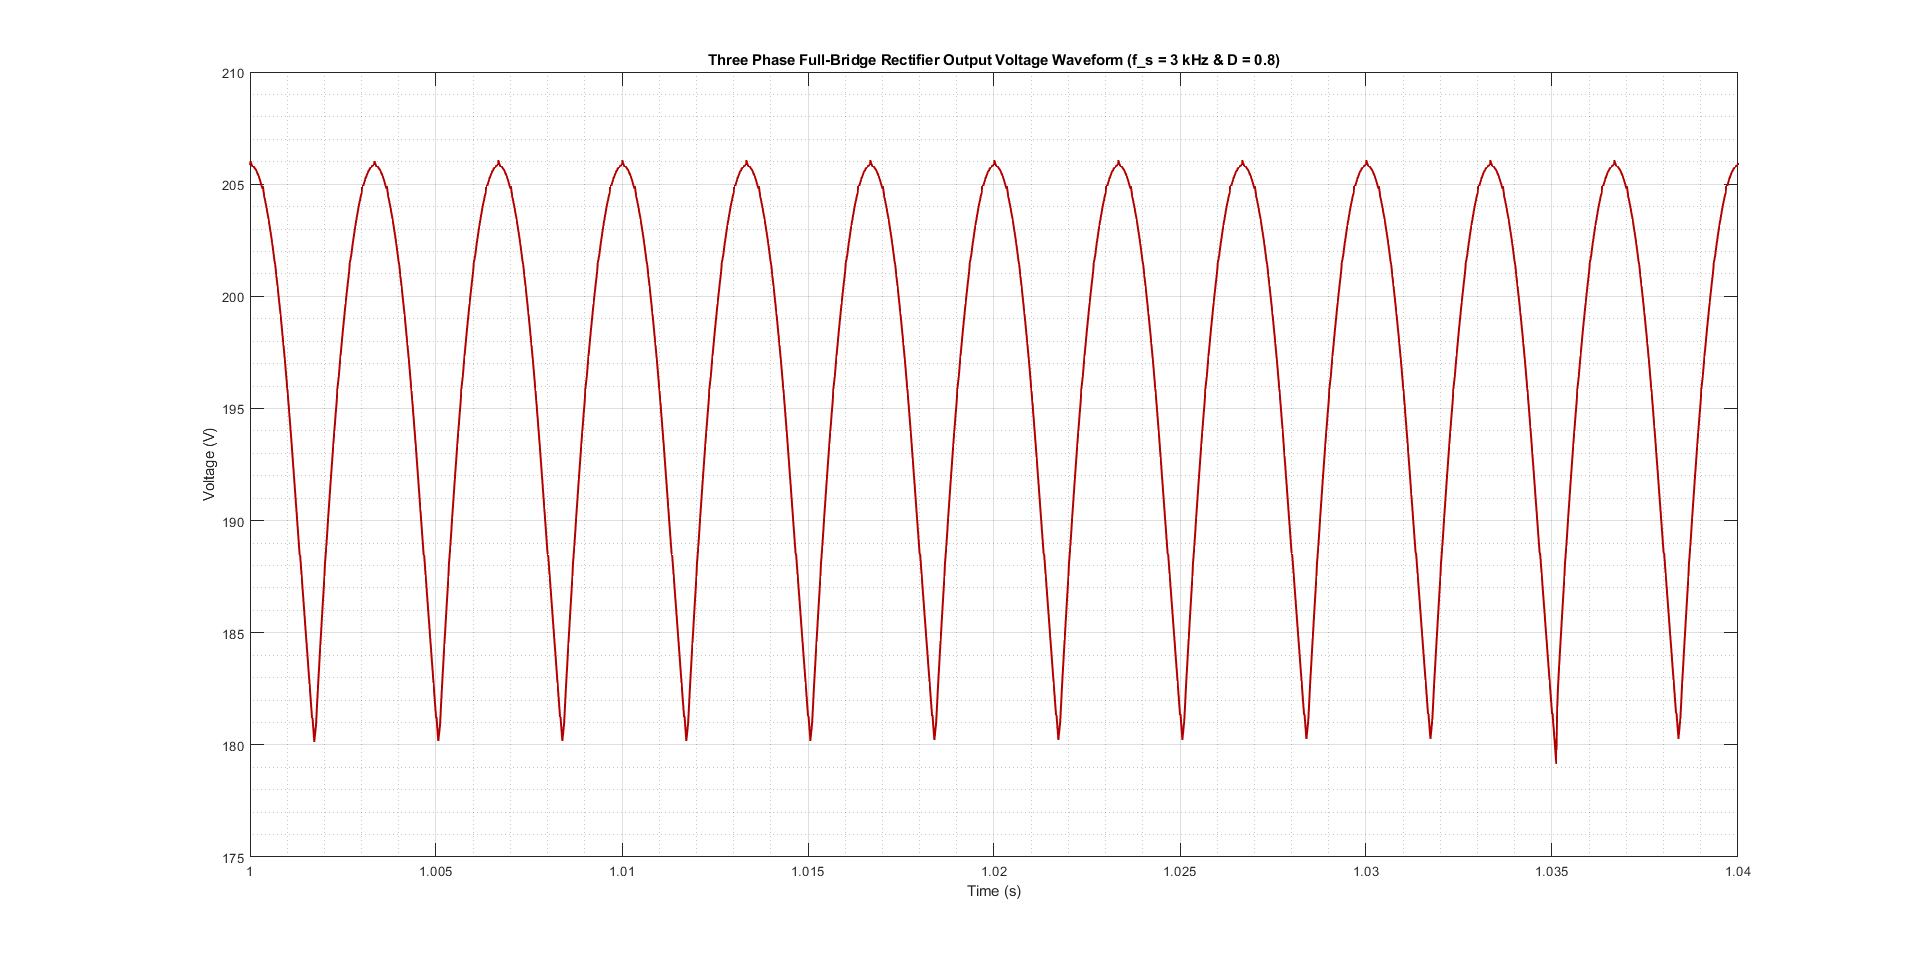 Three Phase Full-Bridge Rectifier Output Voltage Waveform (f_s = 3 kHz & D = 0.8)
210
205
200
195
190
185
180
175
Voltage (V)
1 1.005 1.01 1.015 1.02 1.025 1.03 1.035 1.04
Time (s)